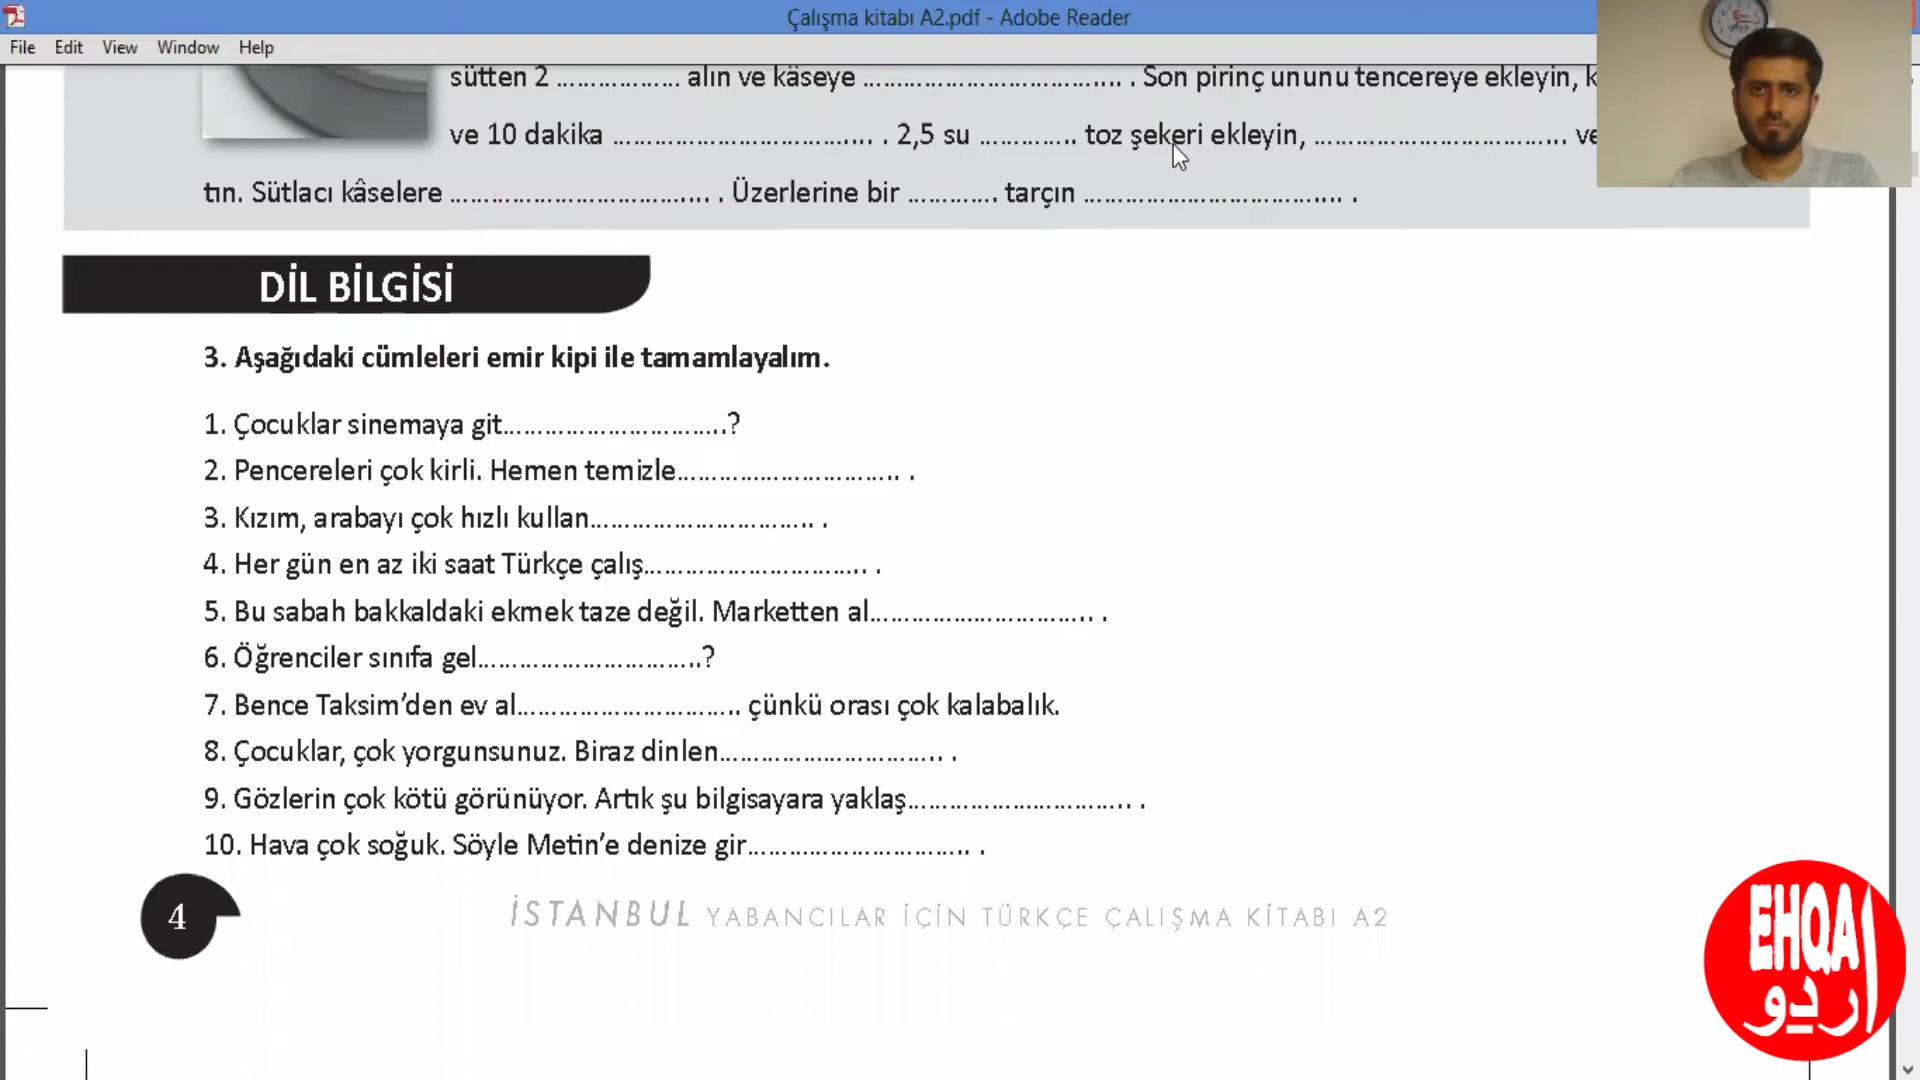 Çalışma kitabı A2.pdf - Adobe Reader
File Edit View Window Help
sütten 2 ................ alın ve kâseye ................................. . Son pirinç ununu tencereye ekleyin,
ve 10 dakika ................................. . 2,5 su ............. toz şekeri ekleyin, ................................
tın. Sütlacı kâselere ................................. . Üzerlerine bir ............ tarçın ................................. .
DİL BİLGİSİ
3. Aşağıdaki cümleleri emir kipi ile tamamlayalım.
1. Çocuklar sinemaya git.............................?
2. Pencereleri çok kirli. Hemen temizle............................. .
3. Kızım, arabayı çok hızlı kullan............................. .
4. Her gün en az iki saat Türkçe çalış............................. .
5. Bu sabah bakkaldaki ekmek taze değil. Marketten al............................. .
6. Öğrenciler sınıfa gel.............................?
7. Bence Taksim’den ev al............................. çünkü orası çok kalabalık.
8. Çocuklar, çok yorgunsunuz. Biraz dinlen............................. .
9. Gözlerin çok kötü görünüyor. Artık şu bilgisayara yaklaş............................. .
10. Hava çok soğuk. Söyle Metin’e denize gir............................. .
4
İSTANBUL YABANCILAR İÇİN TÜRKÇE ÇALIŞMA KİTABI A2
EHQA
اردو